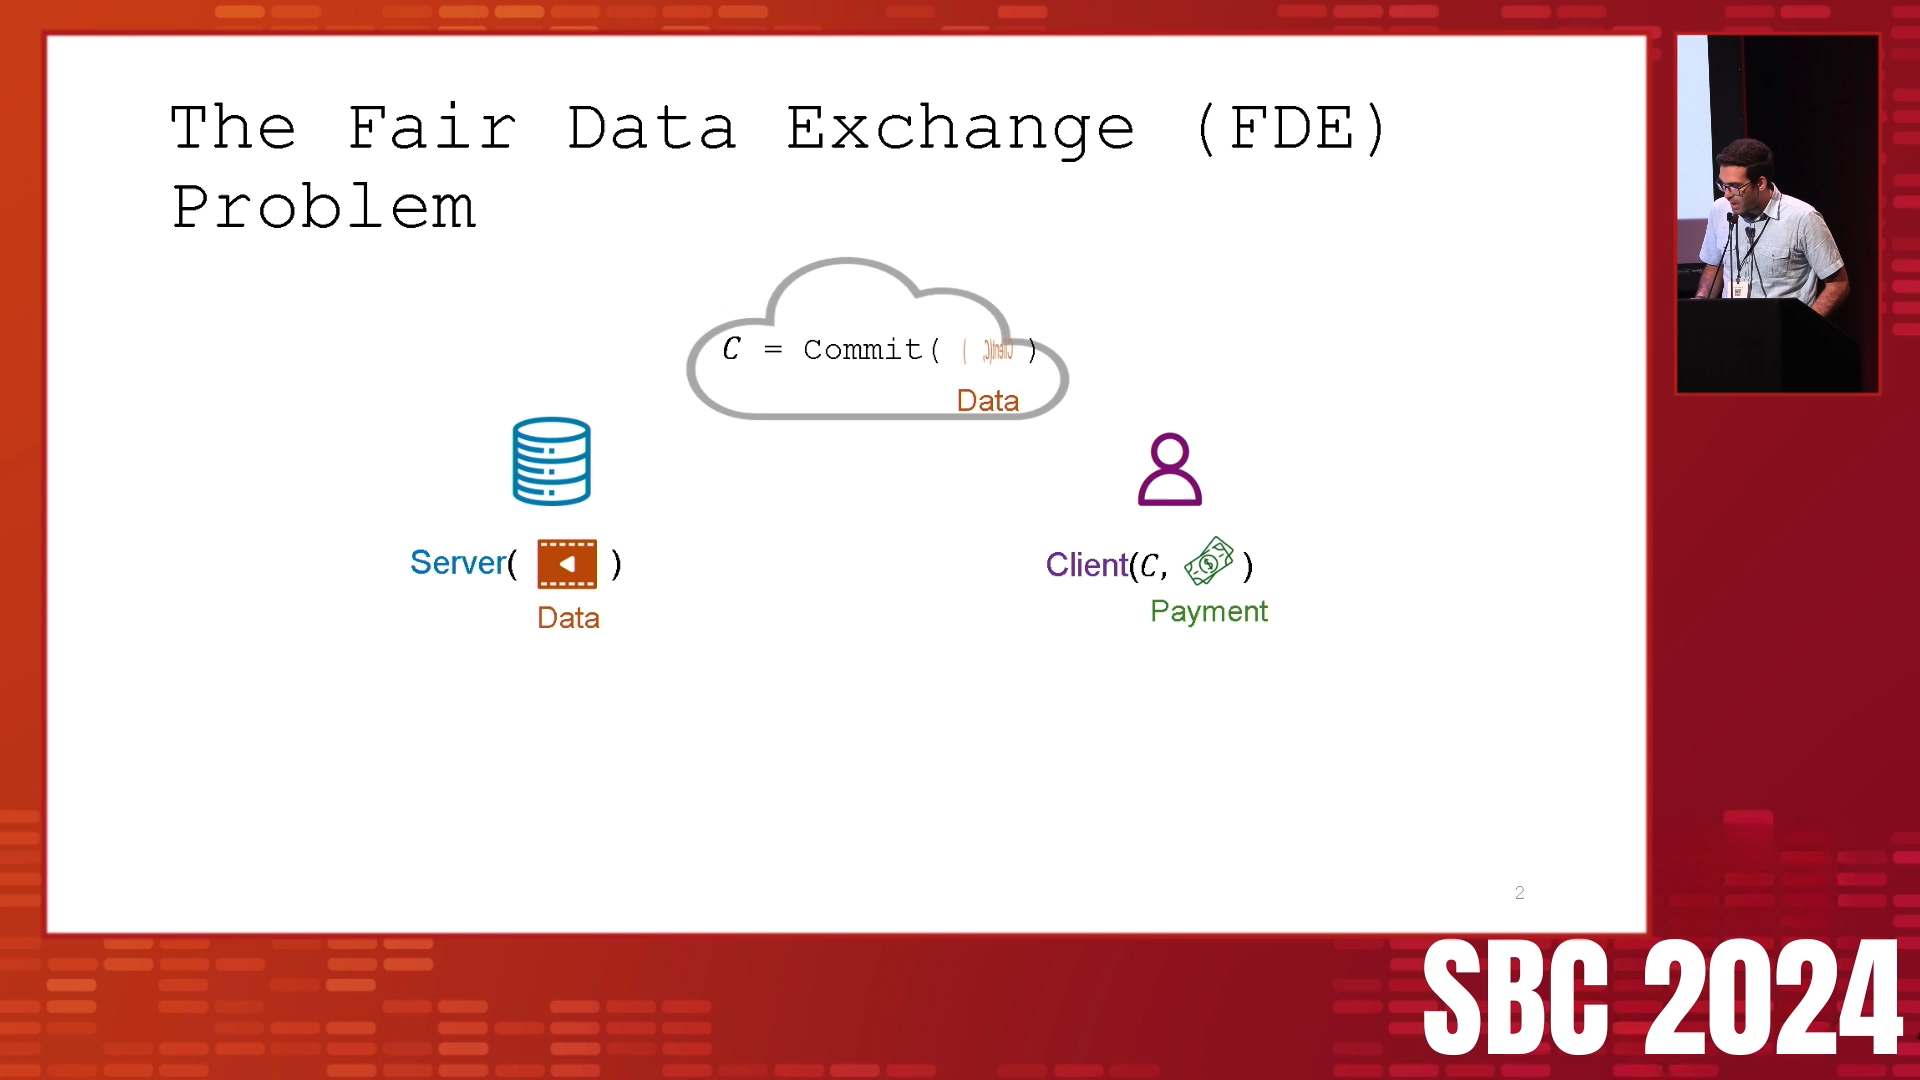 The Fair Data Exchange (FDE)
Problem
C = Commit( )
Data
Server( )
Data
Client(C, )
Payment
2
SBC 2024